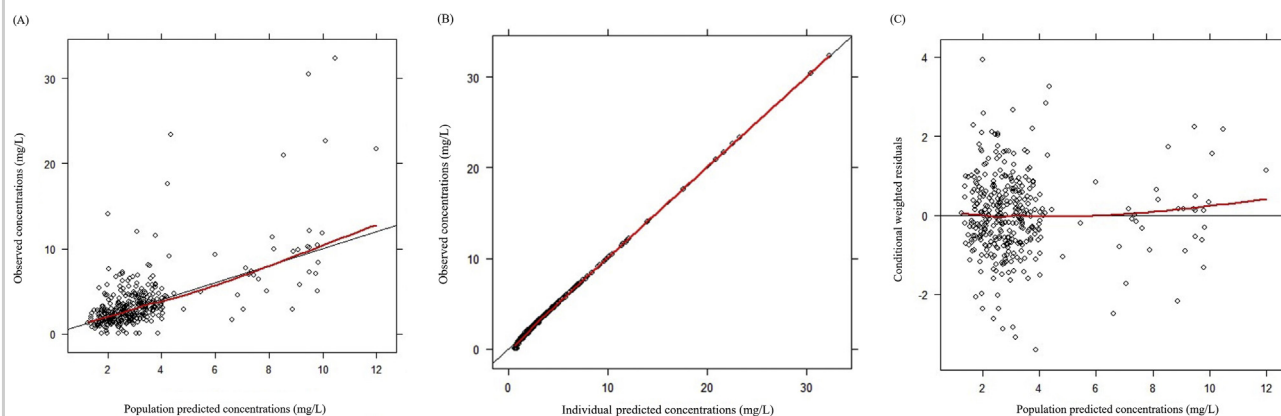 (A)
Observed concentrations (mg/L)
30
20
10
0
2 4 6 8 10 12
Population predicted concentrations (mg/L)
(B)
Observed concentrations (mg/L)
30
20
10
0
0 10 20 30
Individual predicted concentrations (mg/L)
(C)
Conditional weighted residuals
4
2
0
-2
2 4 6 8 10 12
Population predicted concentrations (mg/L)